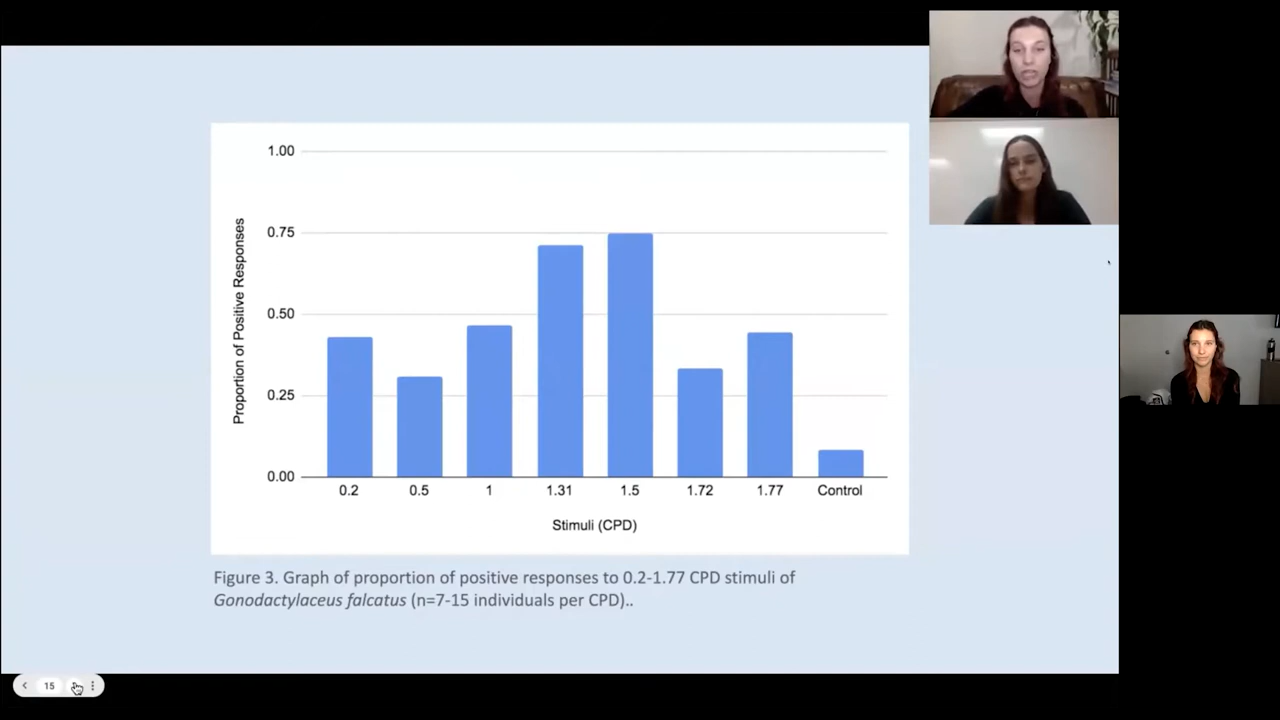 1.00
0.75
0.50
0.25
0.00
Proportion of Positive Responses
0.2 0.5 1 1.31 1.5 1.72 1.77 Control
Stimuli (CPD)
Figure 3. Graph of proportion of positive responses to 0.2-1.77 CPD stimuli of
Gonodactylaceus falcatus (n=7-15 individuals per CPD)..
15